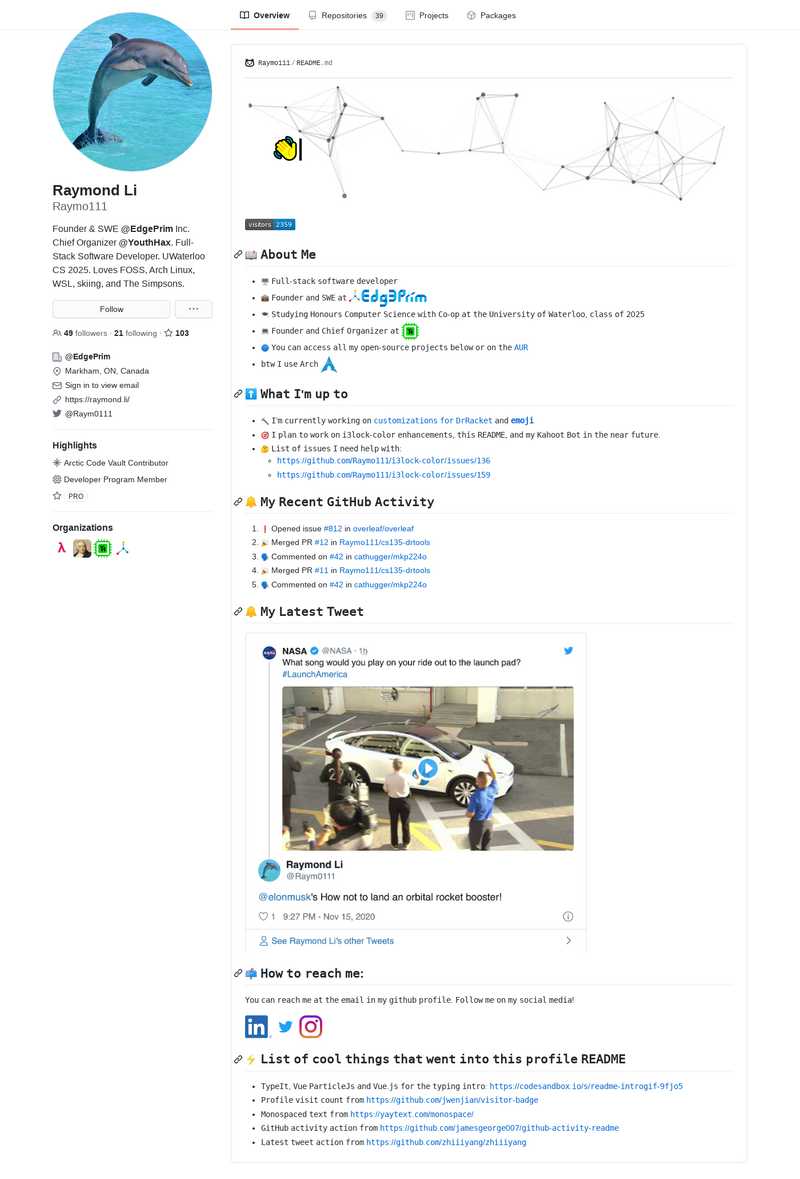 Overview
Repositories 39
Projects
Packages
Raymond Li
Raymo111
Founder & SWE @EdgePrim Inc.
Chief Organizer @YouthHax. Full-
Stack Software Developer. UWaterloo
CS 2025. Loves FOSS, Arch Linux,
WSL, skiing, and The Simpsons.
Follow
···
49 followers · 21 following · 103
@EdgePrim
Markham, ON, Canada
Sign in to view email
https://raymond.li/
@Raym0111
Highlights
Arctic Code Vault Contributor
Developer Program Member
PRO
Organizations
λ
Raymo111 / README.md
visitors 2359
About Me
Full-stack software developer
Founder and SWE at Edg3Prim
Studying Honours Computer Science with Co-op at the University of Waterloo, class of 2025
Founder and Chief Organizer at
You can access all my open-source projects below or on the AUR
btw I use Arch
What I'm up to
I'm currently working on customizations for DrRacket and emoji
I plan to work on i3lock-color enhancements, this README, and my Kahoot Bot in the near future.
List of issues I need help with:
https://github.com/Raymo111/i3lock-color/issues/136
https://github.com/Raymo111/i3lock-color/issues/159
My Recent GitHub Activity
1. Opened issue #812 in overleaf/overleaf
2. Merged PR #12 in Raymo111/cs135-drtools
3. Commented on #42 in cathugger/mkp224o
4. Merged PR #11 in Raymo111/cs135-drtools
5. Commented on #42 in cathugger/mkp224o
My Latest Tweet
NASA @NASA · 1h
What song would you play on your ride out to the launch pad?
#LaunchAmerica
Raymond Li
@Raym0111
@elonmusk's How not to land an orbital rocket booster!
1 9:27 PM - Nov 15, 2020
See Raymond Li's other Tweets
How to reach me:
You can reach me at the email in my github profile. Follow me on my social media!
in
List of cool things that went into this profile README
TypeIt, Vue ParticleJs and Vue.js for the typing intro: https://codesandbox.io/s/readme-introgif-9fjo5
Profile visit count from https://github.com/jwenjian/visitor-badge
Monospaced text from https://yaytext.com/monospace/
GitHub activity action from https://github.com/jamesgeorge007/github-activity-readme
Latest tweet action from https://github.com/zhiiiyang/zhiiiyang